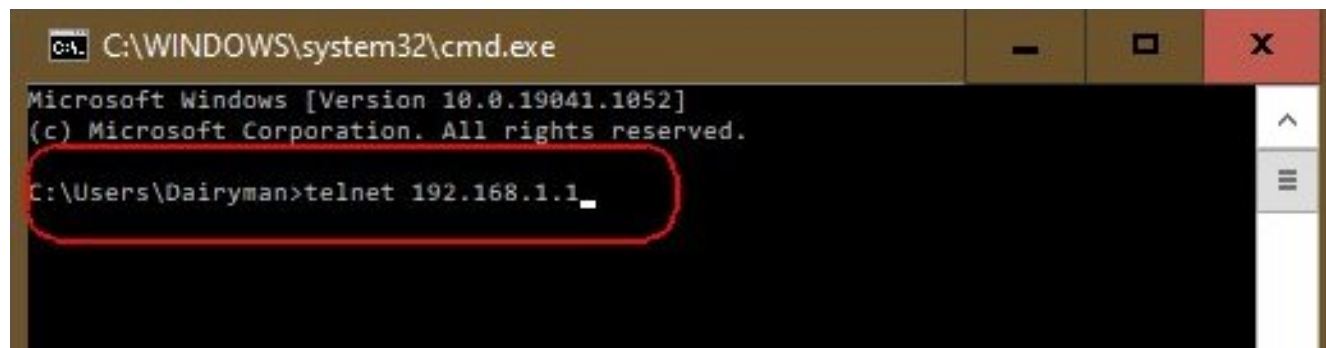 C:\WINDOWS\system32\cmd.exe
Microsoft Windows [Version 10.0.19041.1052]
(c) Microsoft Corporation. All rights reserved.
C:\Users\Dairyman>telnet 192.168.1.1